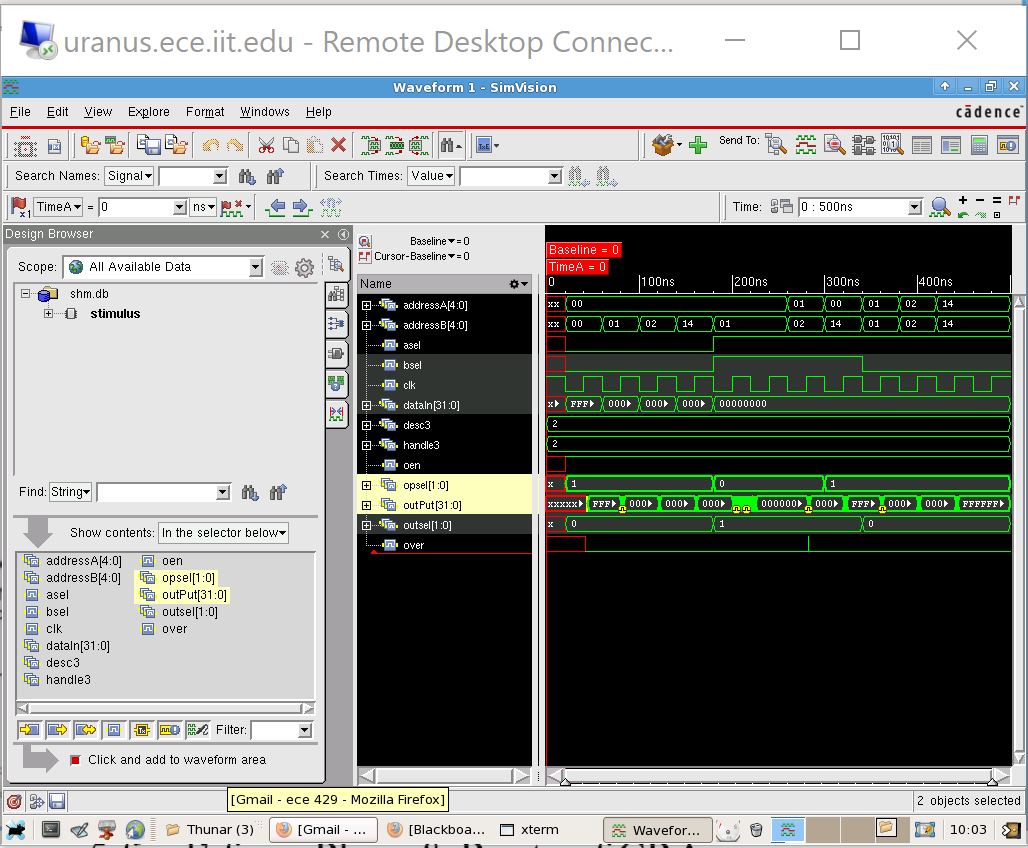 uranus.ece.iit.edu - Remote Desktop Connec...
Waveform 1 - SimVision
File Edit View Explore Format Windows Help
cādence
Send To:
Search Names: Signal Search Times: Value
TimeA = 0 ns Time: 0 : 500ns
Design Browser
Scope: All Available Data
shm.db
stimulus
Find: String
Show contents: In the selector below
addressA[4:0] oen
addressB[4:0] opsel[1:0]
asel outPut[31:0]
bsel outsel[1:0]
clk over
dataIn[31:0]
desc3
handle3
Filter:
Click and add to waveform area
Baseline = 0
Cursor-Baseline = 0
Name
Baseline = 0
TimeA = 0
0 100ns 200ns 300ns 400ns
addressA[4:0] xx 00 01 00 01 02 14
addressB[4:0] xx 00 01 02 14 01 02 14 01 02 14
asel
bsel
clk
dataIn[31:0] x FFF 000 000 000 00000000
desc3 2
handle3 2
oen
opsel[1:0] x 1 0 1
outPut[31:0] xxxxx FFF 000 000 000 000000 000 FFF 000 000 FFFFFF
outsel[1:0] x 0 1 0
over
[Gmail - ece 429 - Mozilla Firefox]
2 objects selected
Thunar (3) [Gmail - ... [Blackboa... xterm Wavefor... 10:03